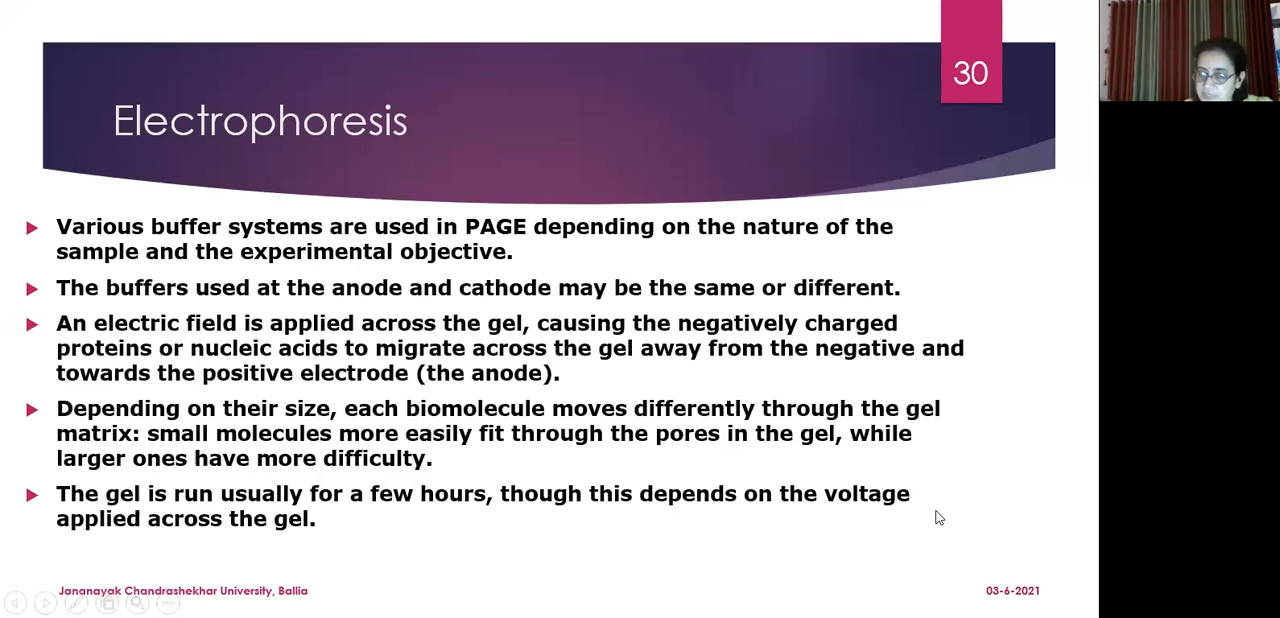 30
Electrophoresis
Various buffer systems are used in PAGE depending on the nature of the
sample and the experimental objective.
The buffers used at the anode and cathode may be the same or different.
An electric field is applied across the gel, causing the negatively charged
proteins or nucleic acids to migrate across the gel away from the negative and
towards the positive electrode (the anode).
Depending on their size, each biomolecule moves differently through the gel
matrix: small molecules more easily fit through the pores in the gel, while
larger ones have more difficulty.
The gel is run usually for a few hours, though this depends on the voltage
applied across the gel.
Jananayak Chandrashekhar University, Ballia
03-6-2021